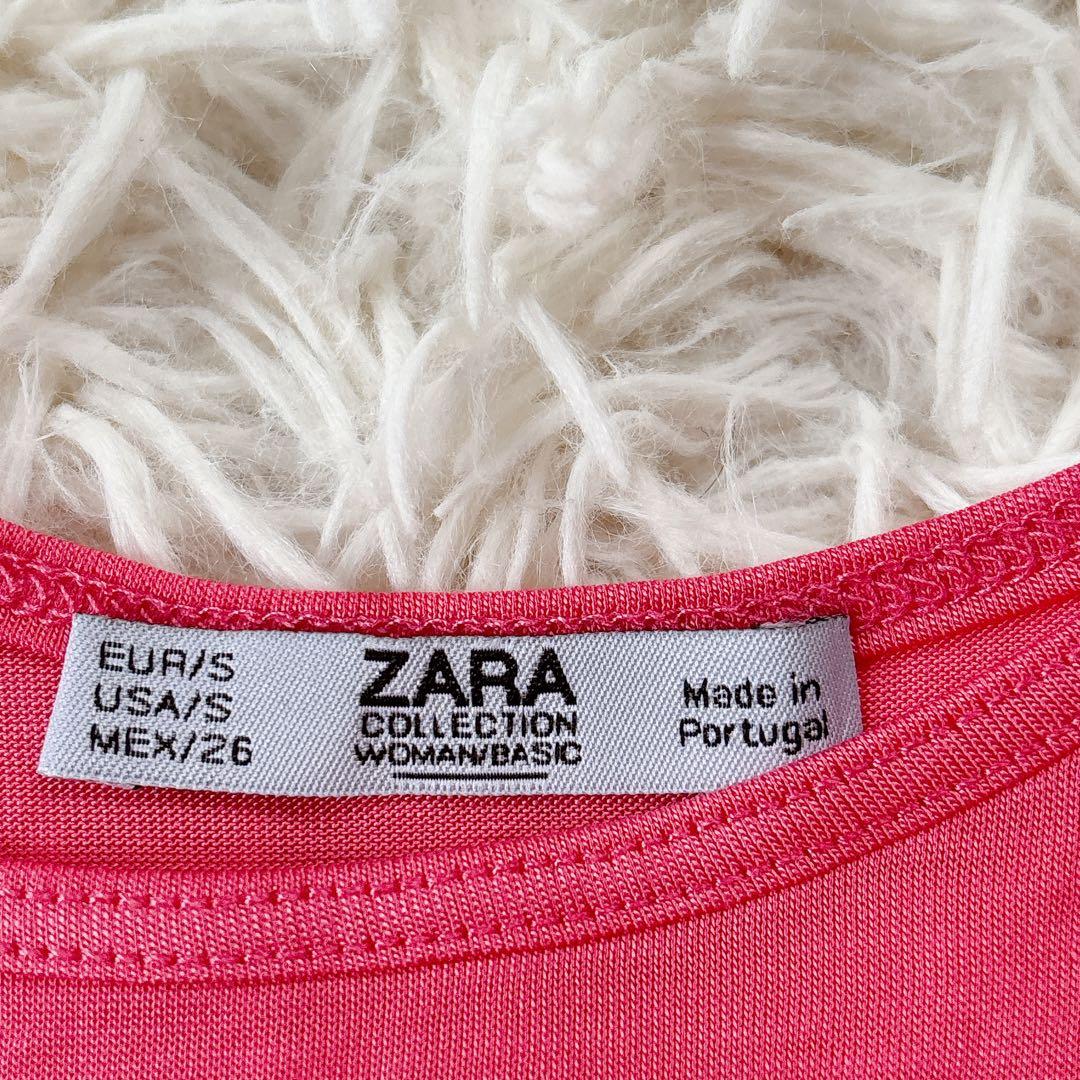 EUR/S
USA/S
MEX/26
ZARA
COLLECTION
WOMAN/BASIC
Made in
Portugal